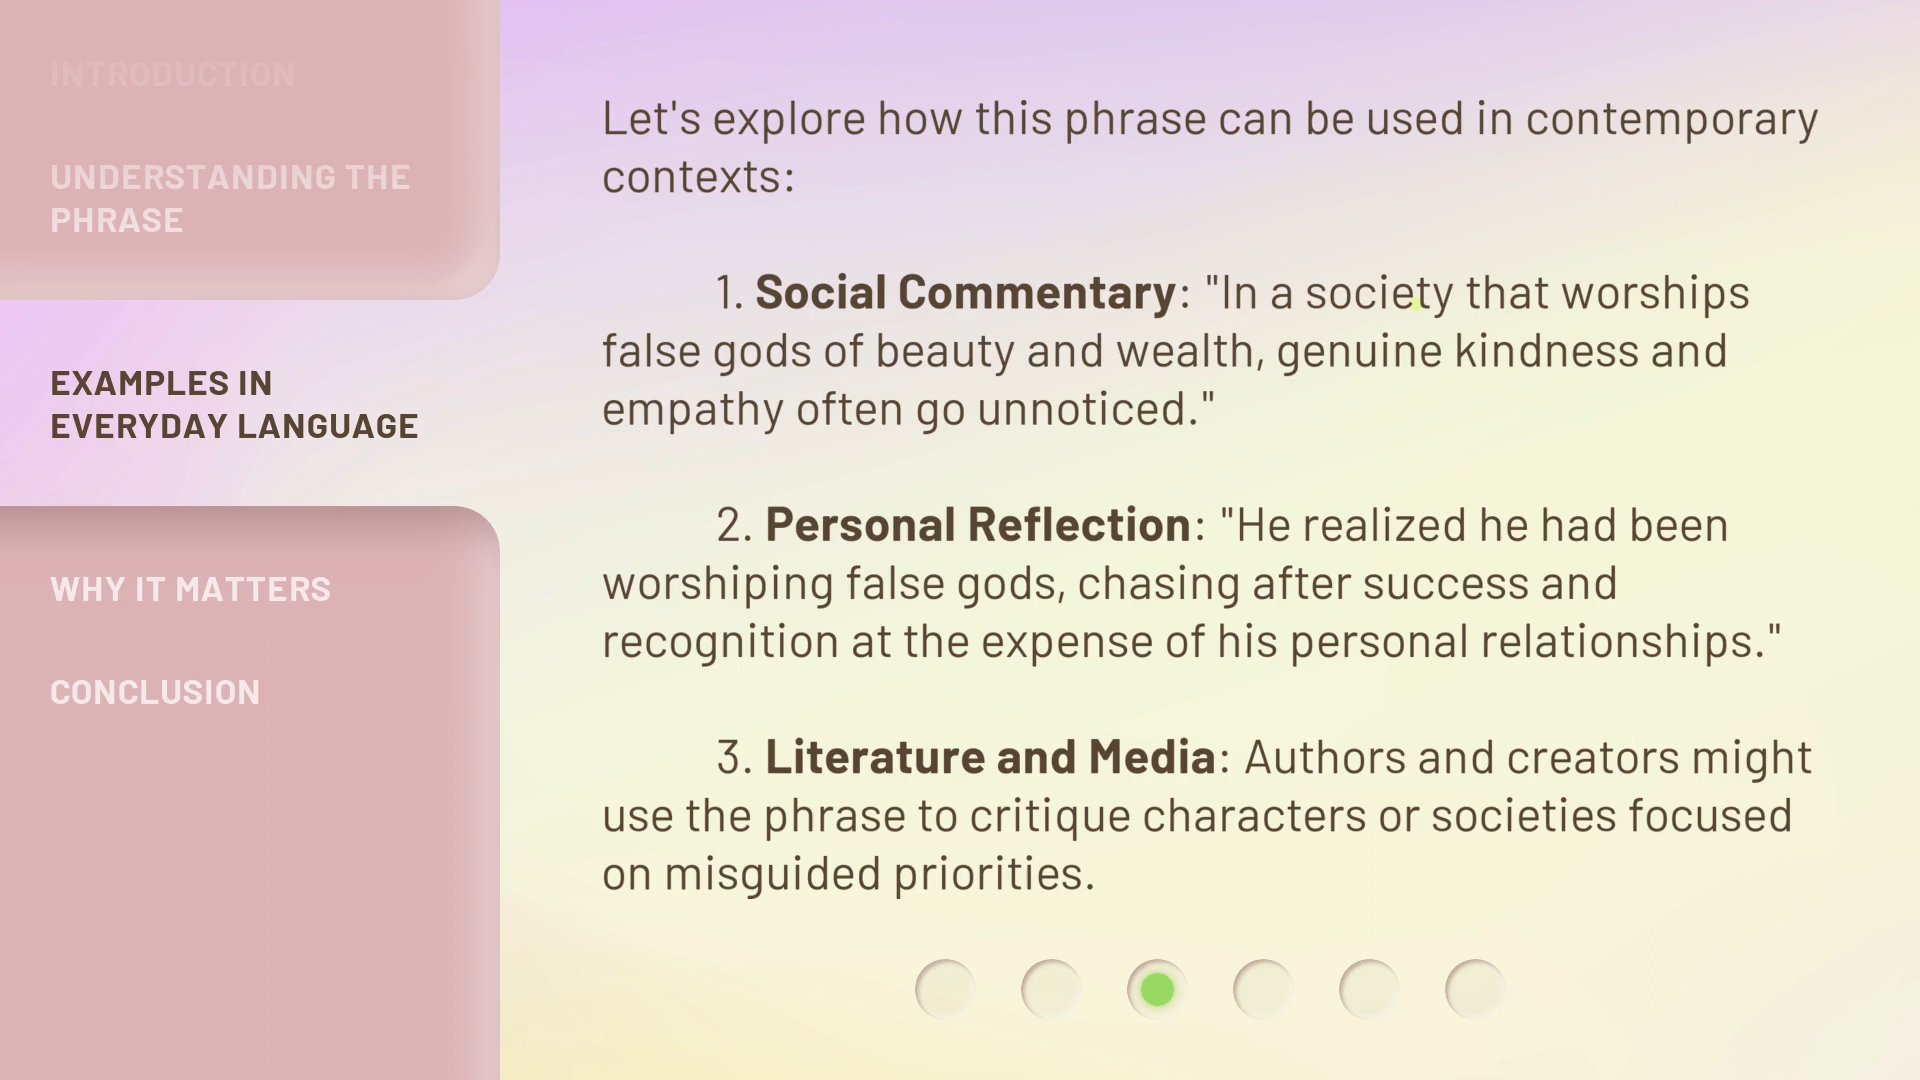 INTRODUCTION
UNDERSTANDING THE
PHRASE
EXAMPLES IN
EVERYDAY LANGUAGE
WHY IT MATTERS
CONCLUSION
Let's explore how this phrase can be used in contemporary
contexts:
1. Social Commentary: "In a society that worships
false gods of beauty and wealth, genuine kindness and
empathy often go unnoticed."
2. Personal Reflection: "He realized he had been
worshiping false gods, chasing after success and
recognition at the expense of his personal relationships."
3. Literature and Media: Authors and creators might
use the phrase to critique characters or societies focused
on misguided priorities.